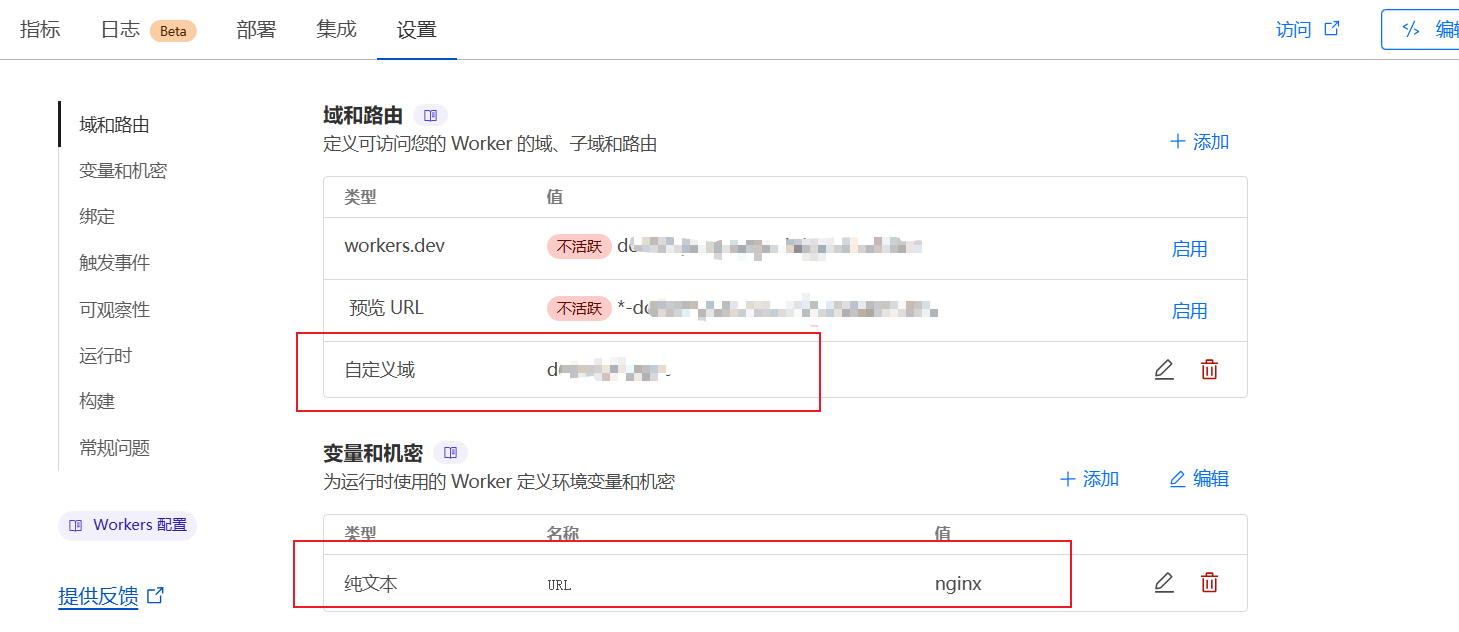 指标 日志 Beta 部署 集成 设置 访问
域和路由
变量和机密
绑定
触发事件
可观察性
运行时
构建
常规问题
Workers 配置
提供反馈
域和路由
定义可访问您的 Worker 的域、子域和路由 添加
类型 值
workers.dev 不活跃 启用
预览 URL 不活跃 启用
自定义域
变量和机密
为运行时使用的 Worker 定义环境变量和机密 添加 编辑
类型 名称 值
纯文本 URL nginx